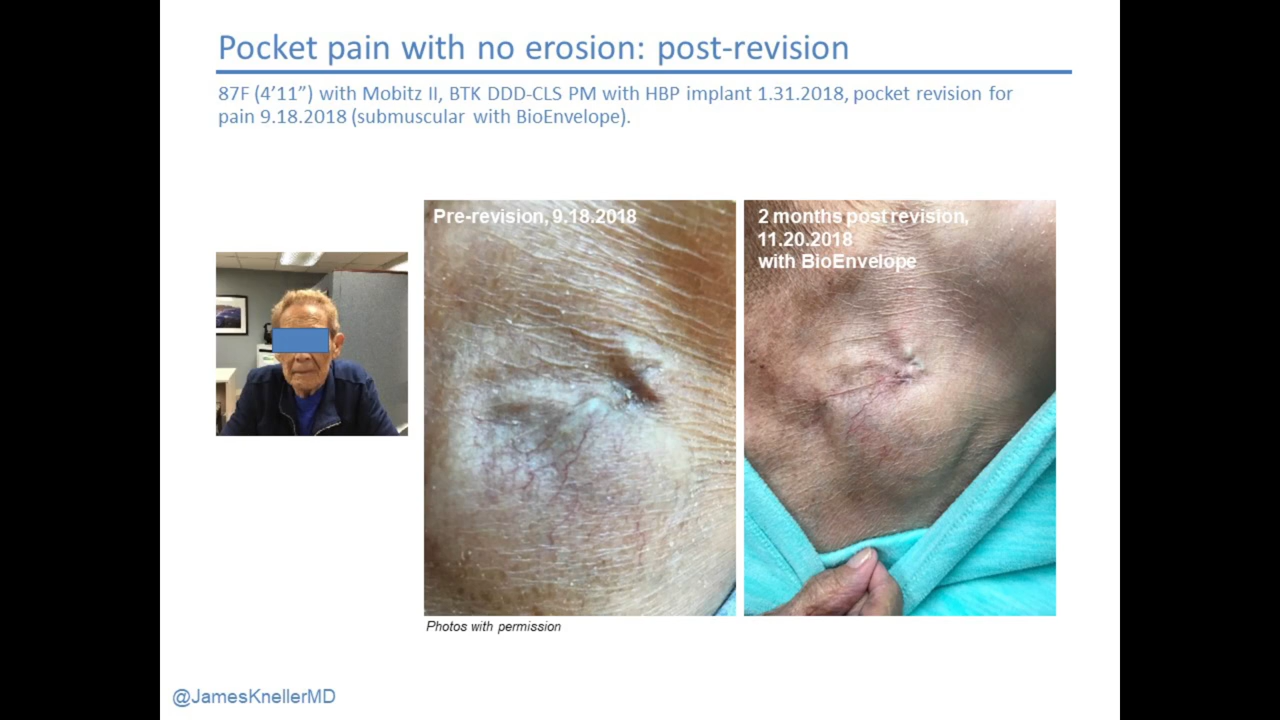 Pocket pain with no erosion: post-revision
87F (4’11”) with Mobitz II, BTK DDD-CLS PM with HBP implant 1.31.2018, pocket revision for
pain 9.18.2018 (submuscular with BioEnvelope).
Pre-revision, 9.18.2018
2 months post revision,
11.20.2018
with BioEnvelope
Photos with permission
@JamesKnellerMD